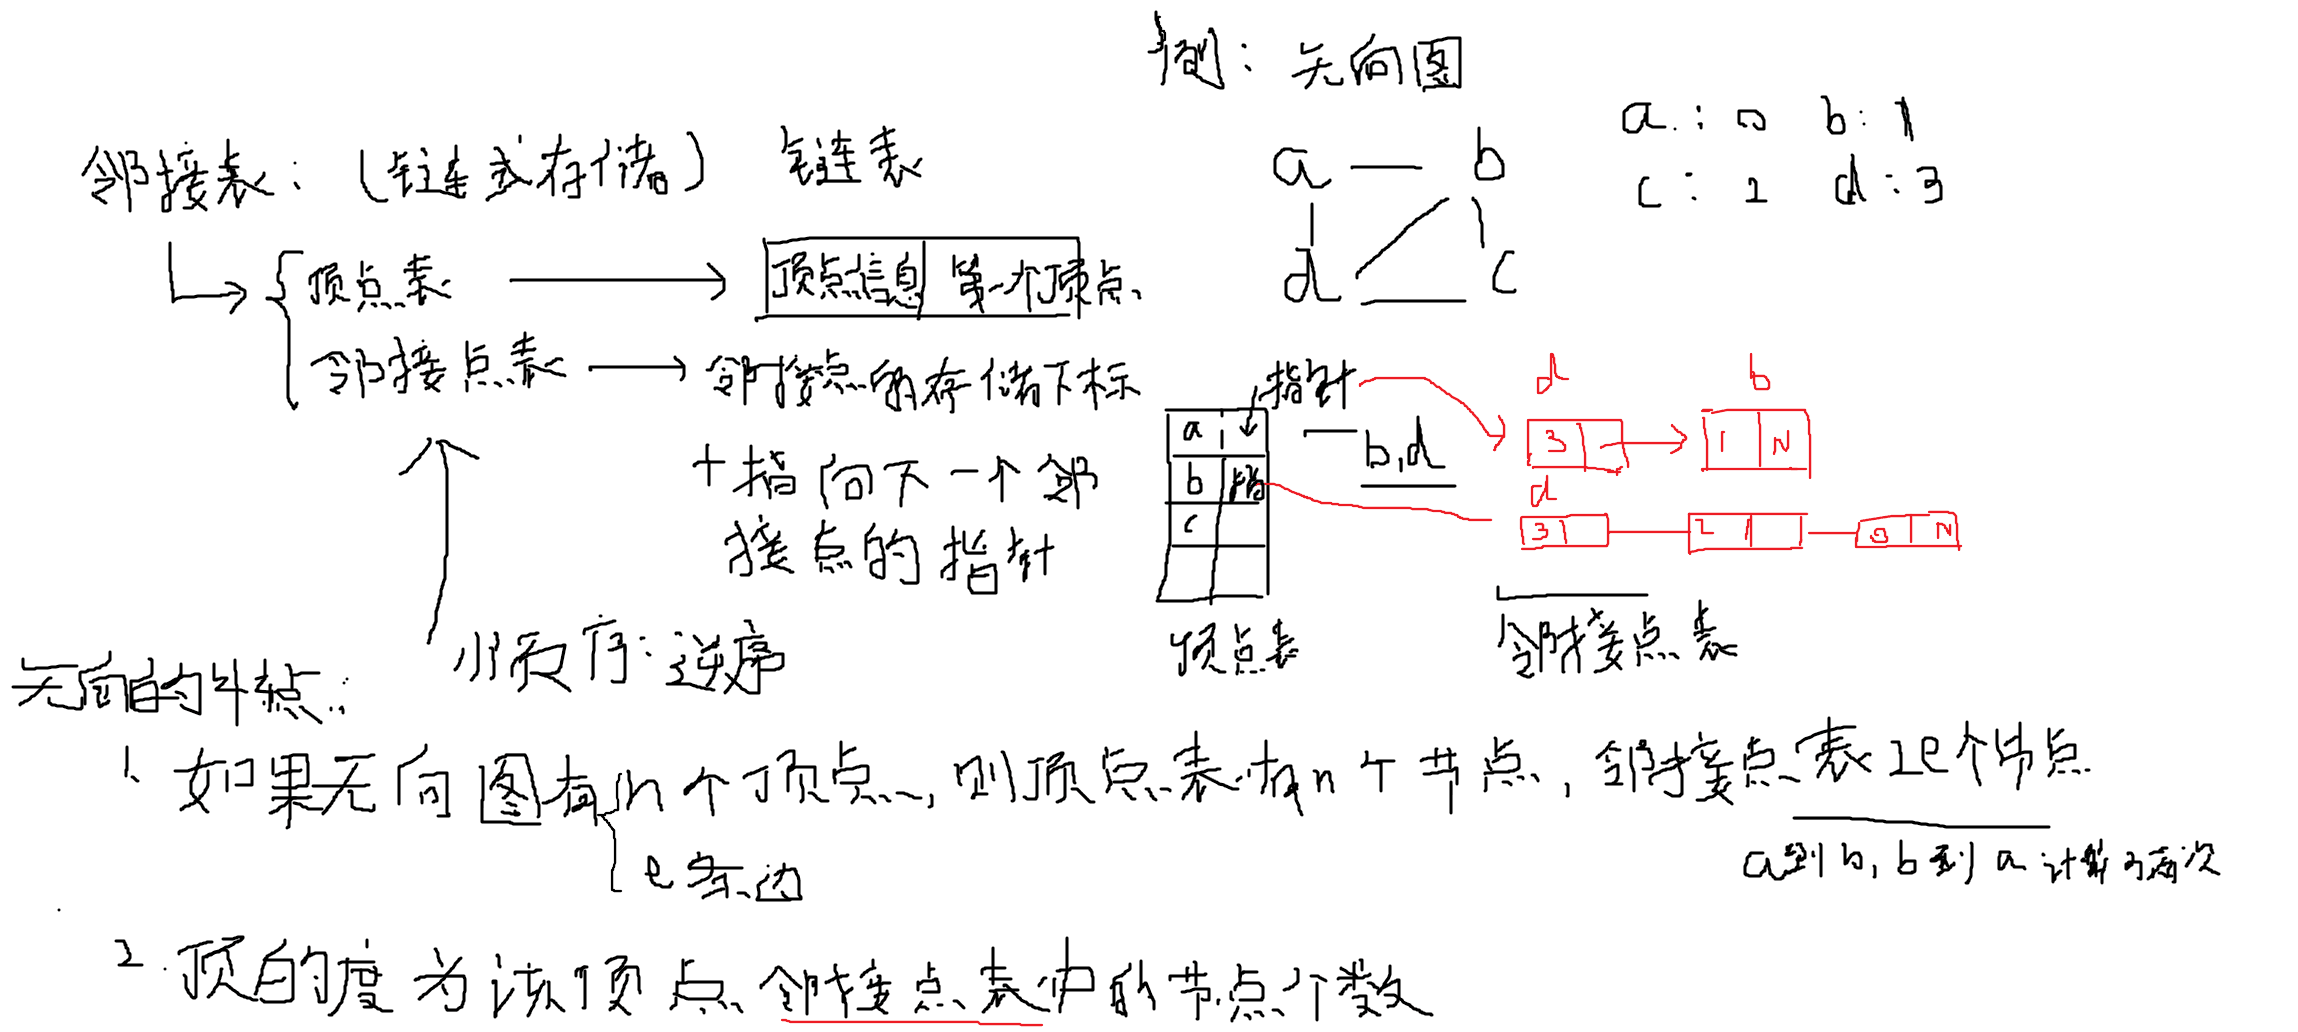 邻接表：（链连式存储） 链表
顶点表
顶点信息 第一个顶点
邻接点表
邻接点的存储下标
+指向下一个邻
接点的指针
顺序：逆序
例：无向图
a：0 b：1
c：2 d：3
a b
d c
指针
b,d
a
b 指
c
顶点表
d b
3 1 N
d
3 2 0 N
邻接点表
无向的特点：
1. 如果无向图有n个顶点，则顶点表有n个节点，邻接点表2e个节点
e条边
a到b，b到a计算了两次
2. 顶的度为该顶点邻接点表中的节点个数